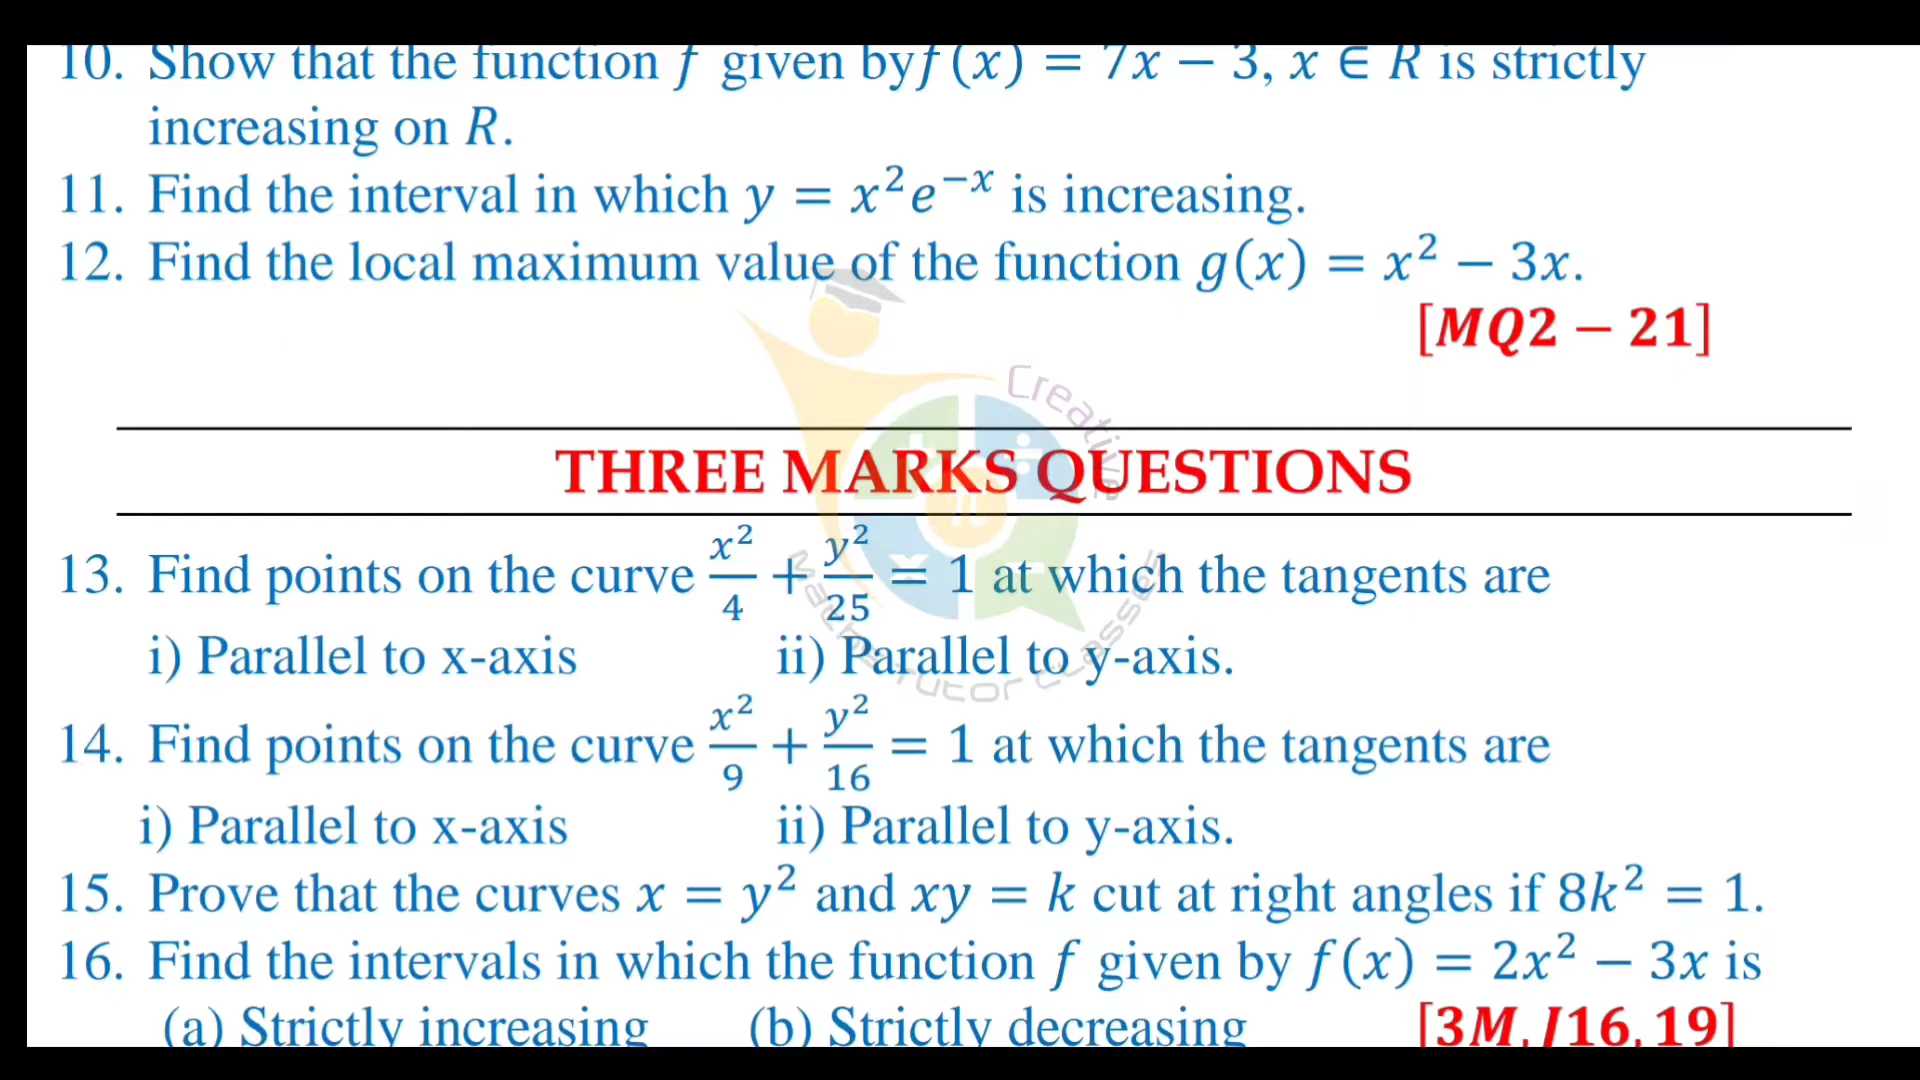 10. Show that the function f given by f(x) = 7x − 3, x ∈ R is strictly
increasing on R.
11. Find the interval in which y = x²e⁻ˣ is increasing.
12. Find the local maximum value of the function g(x) = x² − 3x.
[MQ2 − 21]
Creative
THREE MARKS QUESTIONS
13. Find points on the curve x²/4 + y²/25 = 1 at which the tangents are
i) Parallel to x-axis ii) Parallel to y-axis.
Maths Tutor Classes
14. Find points on the curve x²/9 + y²/16 = 1 at which the tangents are
i) Parallel to x-axis ii) Parallel to y-axis.
15. Prove that the curves x = y² and xy = k cut at right angles if 8k² = 1.
16. Find the intervals in which the function f given by f(x) = 2x² − 3x is
(a) Strictly increasing (b) Strictly decreasing [3M, J16, 19]